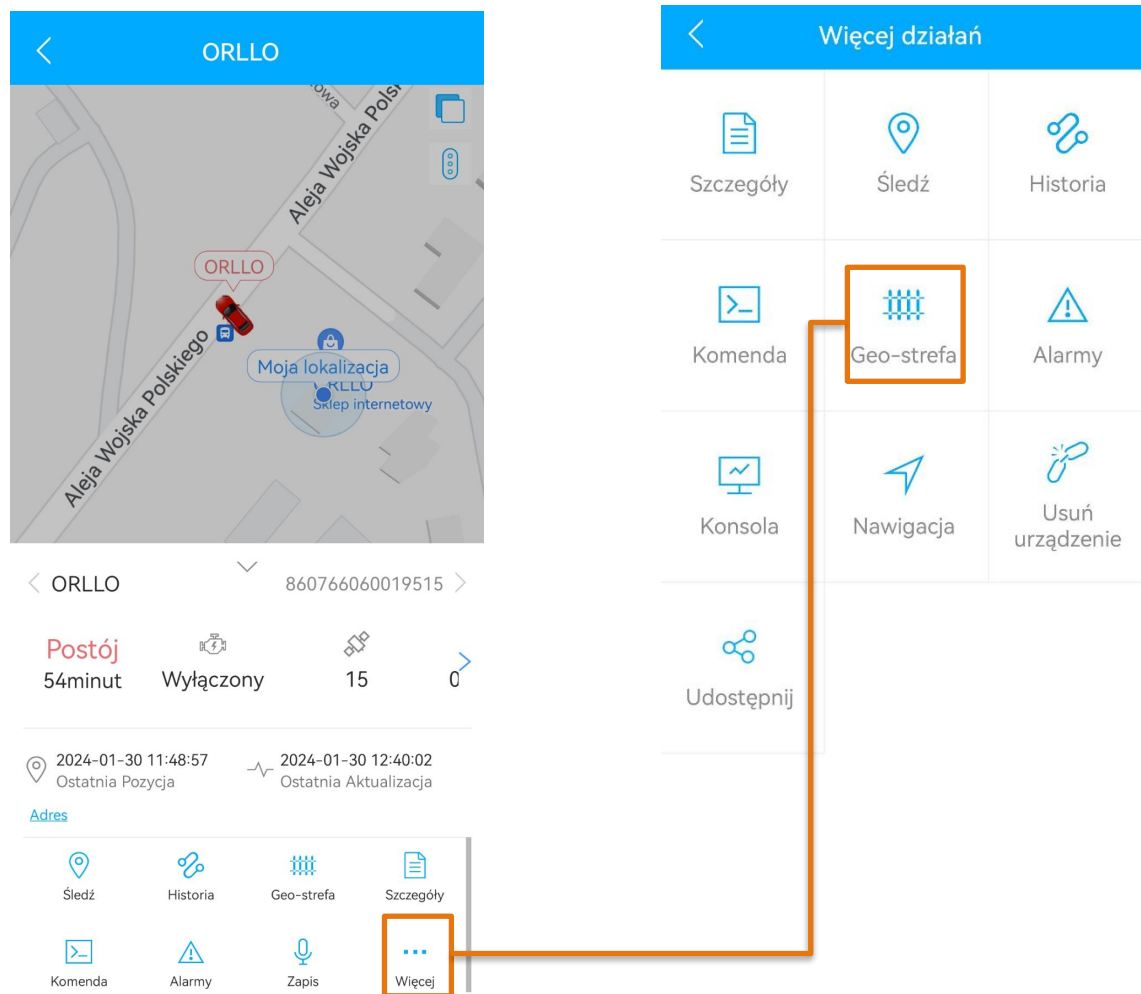 ORLLO
owa
Aleja Wojska Pols
ORLLO
Aleja Wojska Polskiego
Moja lokalizacja
ORLLO
Sklep internetowy
ORLLO
860766060019515
Postój
54minut
Wyłączony
15
0
2024-01-30 11:48:57
Ostatnia Pozycja
2024-01-30 12:40:02
Ostatnia Aktualizacja
Adres
Śledź
Historia
Geo-strefa
Szczegóły
Komenda
Alarmy
Zapis
Więcej
Więcej działań
Szczegóły
Śledź
Historia
Komenda
Geo-strefa
Alarmy
Konsola
Nawigacja
Usuń
urządzenie
Udostępnij